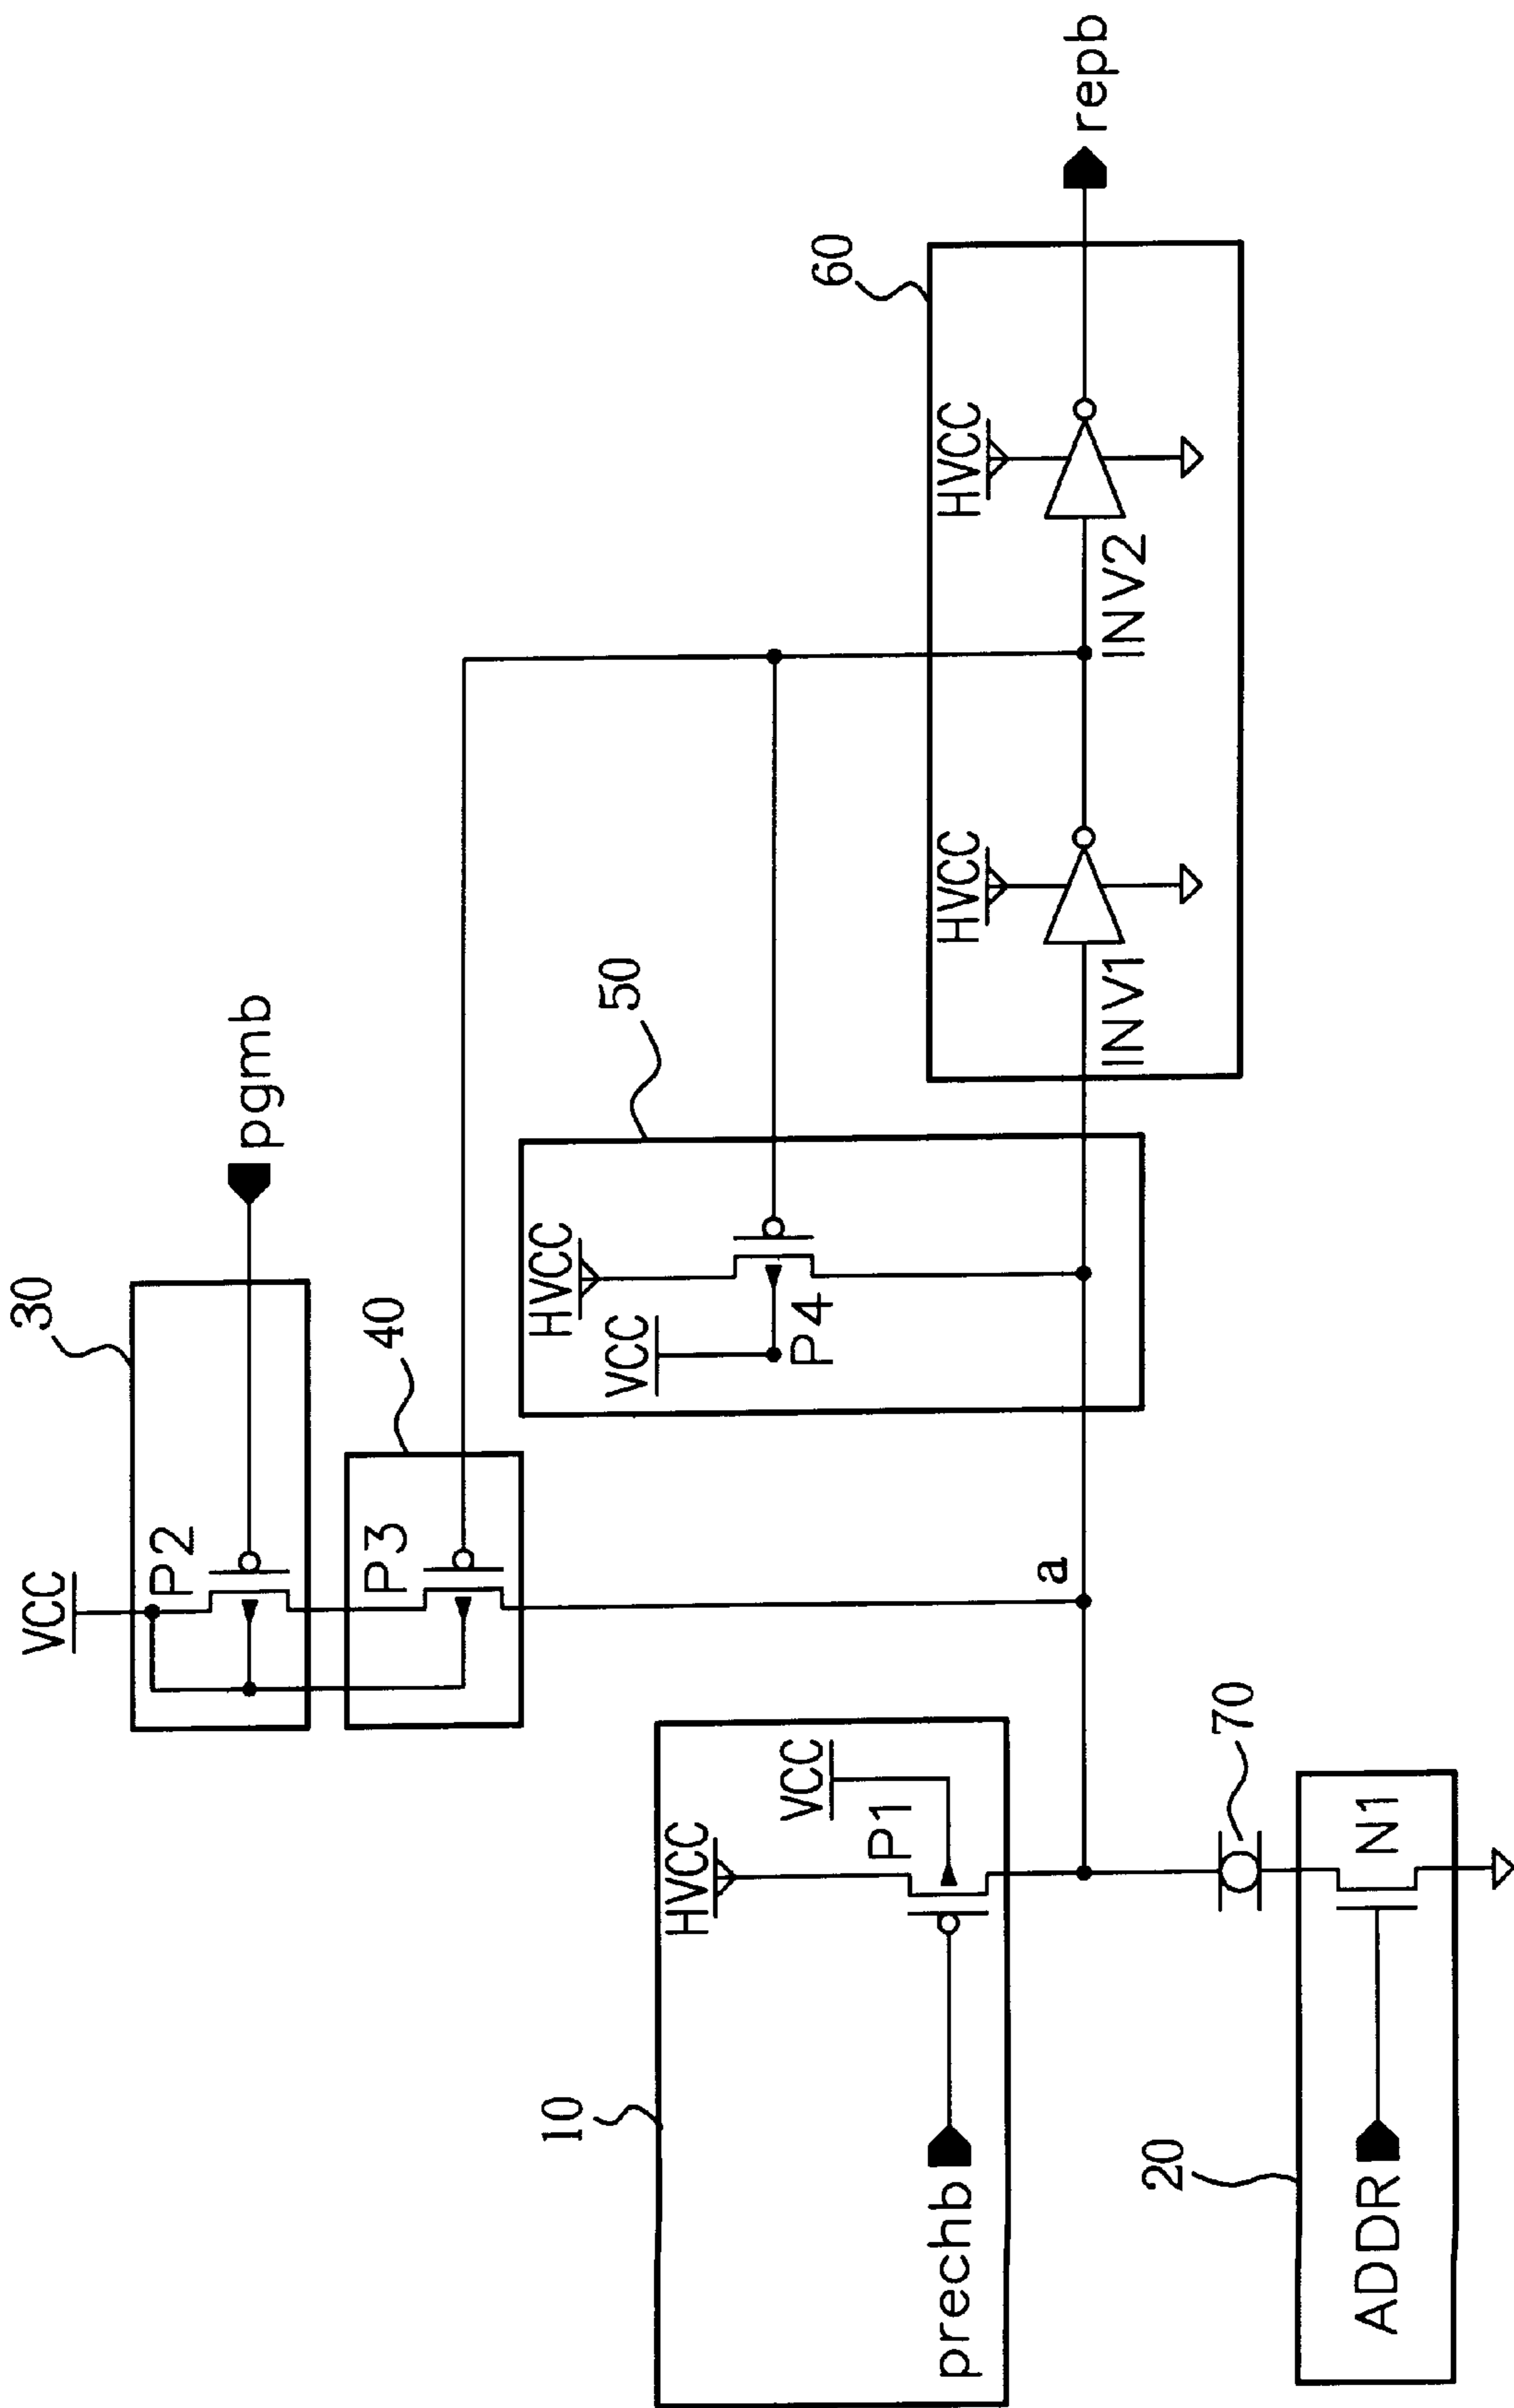 30
VCC
P2
pgmb
40
P3
50
HVCC
VCC
P4
10
HVCC
VCC
P1
prechb
a
60
HVCC
HVCC
INV1
INV2
repb
70
20
N1
ADDR